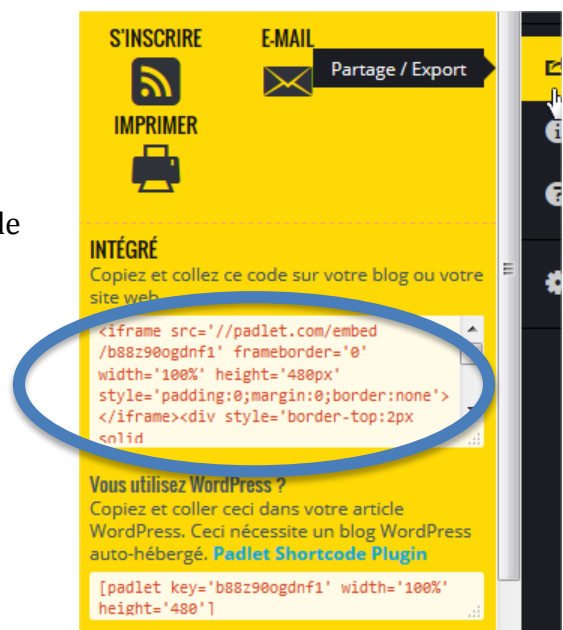 S'INSCRIRE E-MAIL
Partage / Export
IMPRIMER
le
INTÉGRÉ
Copiez et collez ce code sur votre blog ou votre
site web
<iframe src='//padlet.com/embed
/b88z90ogdnf1' frameborder='0'
width='100%' height='480px'
style='padding:0;margin:0;border:none'>
</iframe><div style='border-top:2px
solid
Vous utilisez WordPress ?
Copiez et coller ceci dans votre article
WordPress. Ceci nécessite un blog WordPress
auto-hébergé. Padlet Shortcode Plugin
[padlet key='b88z90ogdnf1' width='100%'
height='480']